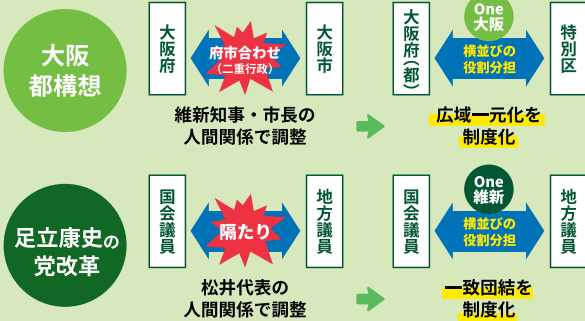 大阪
都構想
大阪府
府市合わせ
（二重行政）
大阪市
維新知事・市長の
人間関係で調整
大阪府（都）
One
大阪
横並びの
役割分担
特別区
広域一元化を
制度化
足立康史の
党改革
国会議員
隔たり
地方議員
松井代表の
人間関係で調整
国会議員
One
維新
横並びの
役割分担
地方議員
一致団結を
制度化